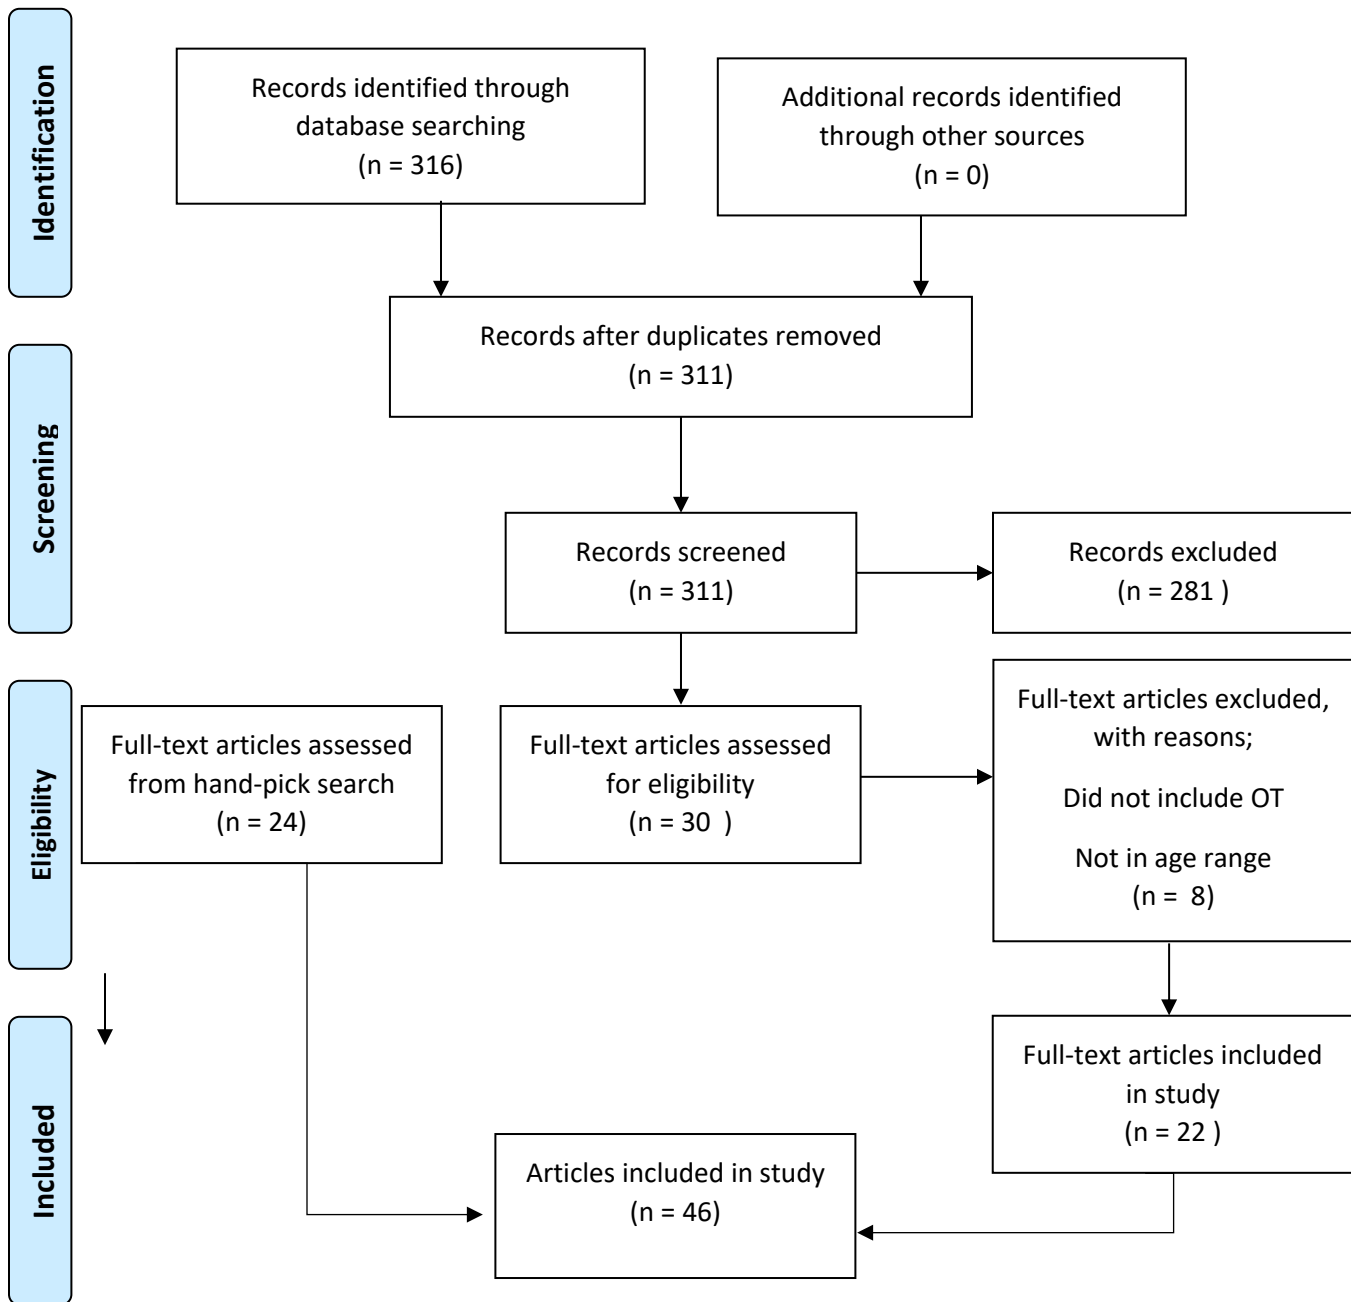 Identification
Records identified through
database searching
(n = 316)
Additional records identified
through other sources
(n = 0)
Records after duplicates removed
(n = 311)
Screening
Records screened
(n = 311)
Records excluded
(n = 281 )
Eligibility
Full-text articles assessed
from hand-pick search
(n = 24)
Full-text articles assessed
for eligibility
(n = 30  )
Full-text articles excluded,
with reasons;
Did not include OT
Not in age range
(n =  8)
Included
Full-text articles included
in study
(n = 22 )
Articles included in study
(n = 46)